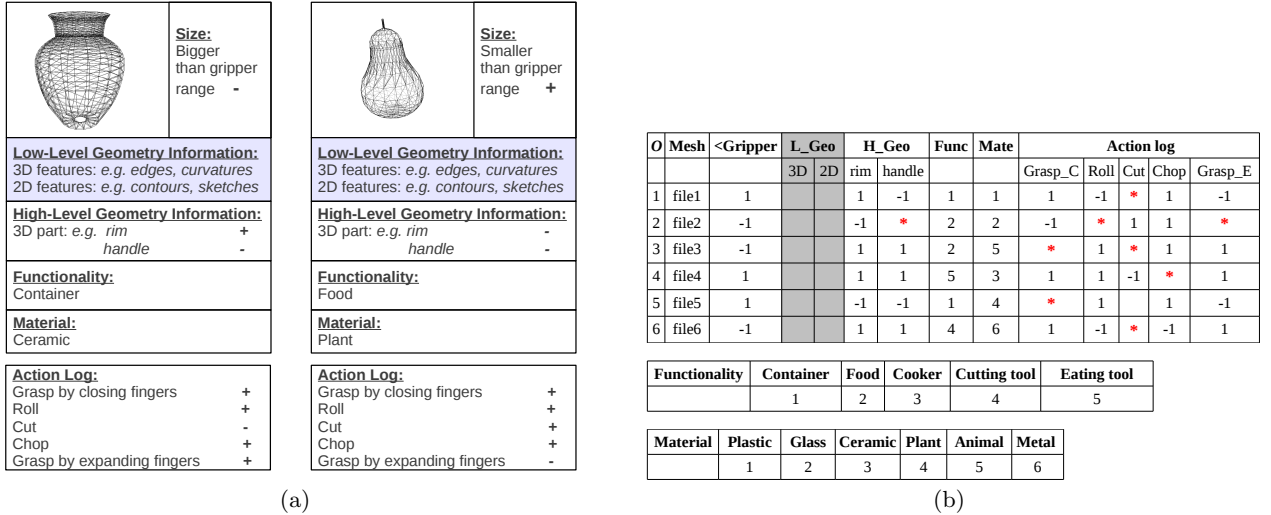 Size:
Bigger
than gripper
range -
Low-Level Geometry Information:
3D features: e.g. edges, curvatures
2D features: e.g. contours, sketches
High-Level Geometry Information:
3D part: e.g. rim +
handle -
Functionality:
Container
Material:
Ceramic
Action Log:
Grasp by closing fingers +
Roll +
Cut -
Chop +
Grasp by expanding fingers +
Size:
Smaller
than gripper
range +
Low-Level Geometry Information:
3D features: e.g. edges, curvatures
2D features: e.g. contours, sketches
High-Level Geometry Information:
3D part: e.g. rim -
handle -
Functionality:
Food
Material:
Plant
Action Log:
Grasp by closing fingers +
Roll +
Cut +
Chop +
Grasp by expanding fingers -
(a)
O Mesh <Gripper L_Geo H_Geo Func Mate Action log
3D 2D rim handle Grasp_C Roll Cut Chop Grasp_E
1 file1 1 1 -1 1 1 1 -1 * 1 -1
2 file2 -1 -1 * 2 2 -1 * 1 1 *
3 file3 -1 1 1 2 5 * 1 * 1 1
4 file4 1 1 1 5 3 1 1 -1 * 1
5 file5 1 -1 -1 1 4 * 1 1 -1
6 file6 -1 1 1 4 6 1 -1 * -1 1
Functionality Container Food Cooker Cutting tool Eating tool
1 2 3 4 5
Material Plastic Glass Ceramic Plant Animal Metal
1 2 3 4 5 6
(b)